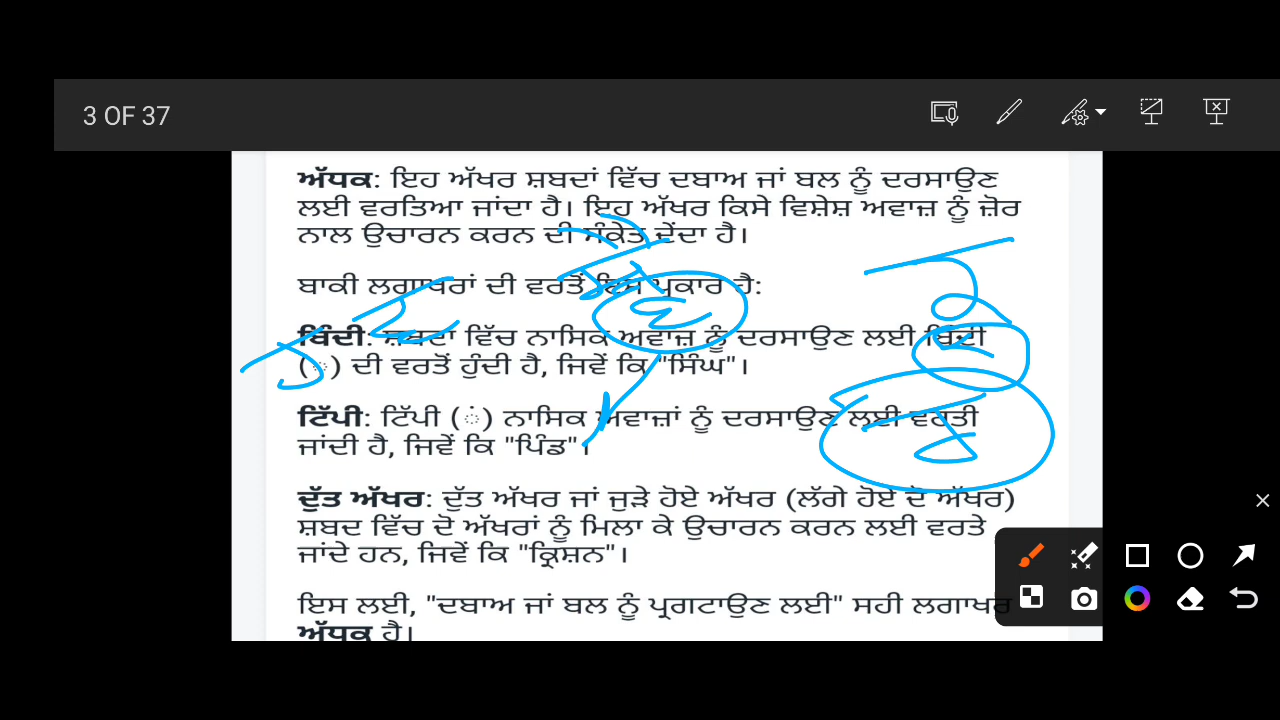 3 OF 37
ਅੱਧਕ: ਇਹ ਅੱਖਰ ਸ਼ਬਦਾਂ ਵਿੱਚ ਦਬਾਅ ਜਾਂ ਬਲ ਨੂੰ ਦਰਸਾਉਣ
ਲਈ ਵਰਤਿਆ ਜਾਂਦਾ ਹੈ। ਇਹ ਅੱਖਰ ਕਿਸੇ ਵਿਸ਼ੇਸ਼ ਅਵਾਜ਼ ਨੂੰ ਜ਼ੋਰ
ਨਾਲ ਉਚਾਰਨ ਕਰਨ ਦੀ ਸੰਕੇਤ ਦੇਂਦਾ ਹੈ।
ਬਾਕੀ ਲਗਾਖਰਾਂ ਦੀ ਵਰਤੋਂ ਇਸ ਪ੍ਰਕਾਰ ਹੈ:
ਬਿੰਦੀ: ਸ਼ਬਦਾਂ ਵਿੱਚ ਨਾਸਿਕ ਅਵਾਜ਼ ਨੂੰ ਦਰਸਾਉਣ ਲਈ ਬਿੰਦੀ
(ਂ) ਦੀ ਵਰਤੋਂ ਹੁੰਦੀ ਹੈ, ਜਿਵੇਂ ਕਿ "ਸਿੰਘ"।
ਟਿੱਪੀ: ਟਿੱਪੀ (ਂ) ਨਾਸਿਕ ਅਵਾਜ਼ਾਂ ਨੂੰ ਦਰਸਾਉਣ ਲਈ ਵਰਤੀ
ਜਾਂਦੀ ਹੈ, ਜਿਵੇਂ ਕਿ "ਪਿੰਡ"।
ਦੁੱਤ ਅੱਖਰ: ਦੁੱਤ ਅੱਖਰ ਜਾਂ ਜੁੜੇ ਹੋਏ ਅੱਖਰ (ਲੱਗੇ ਹੋਏ ਦੋ ਅੱਖਰ)
ਸ਼ਬਦ ਵਿੱਚ ਦੋ ਅੱਖਰਾਂ ਨੂੰ ਮਿਲਾ ਕੇ ਉਚਾਰਨ ਕਰਨ ਲਈ ਵਰਤੇ
ਜਾਂਦੇ ਹਨ, ਜਿਵੇਂ ਕਿ "ਕ੍ਰਿਸ਼ਨ"।
ਇਸ ਲਈ, "ਦਬਾਅ ਜਾਂ ਬਲ ਨੂੰ ਪ੍ਰਗਟਾਉਣ ਲਈ" ਸਹੀ ਲਗਾਖਰ
ਅੱਧਕ ਹੈ।